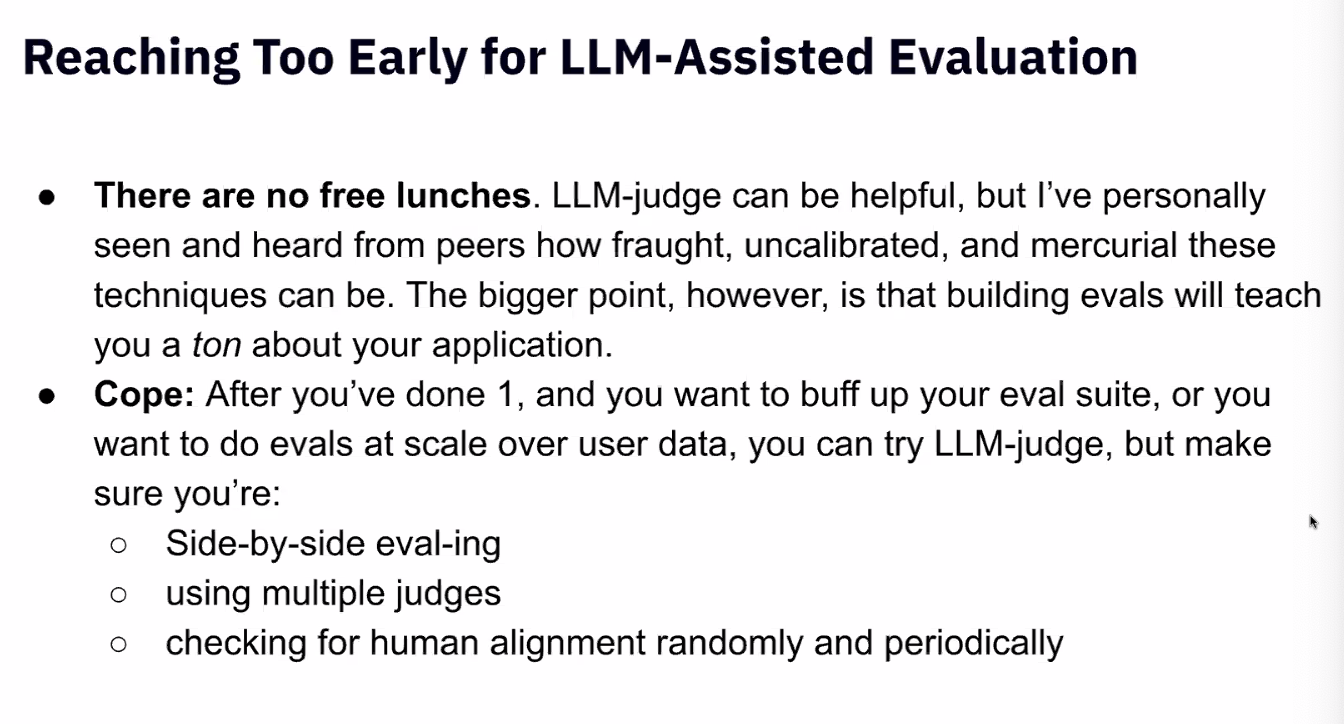 Reaching Too Early for LLM-Assisted Evaluation
● There are no free lunches. LLM-judge can be helpful, but I’ve personally
seen and heard from peers how fraught, uncalibrated, and mercurial these
techniques can be. The bigger point, however, is that building evals will teach
you a ton about your application.
● Cope: After you’ve done 1, and you want to buff up your eval suite, or you
want to do evals at scale over user data, you can try LLM-judge, but make
sure you’re:
○ Side-by-side eval-ing
○ using multiple judges
○ checking for human alignment randomly and periodically